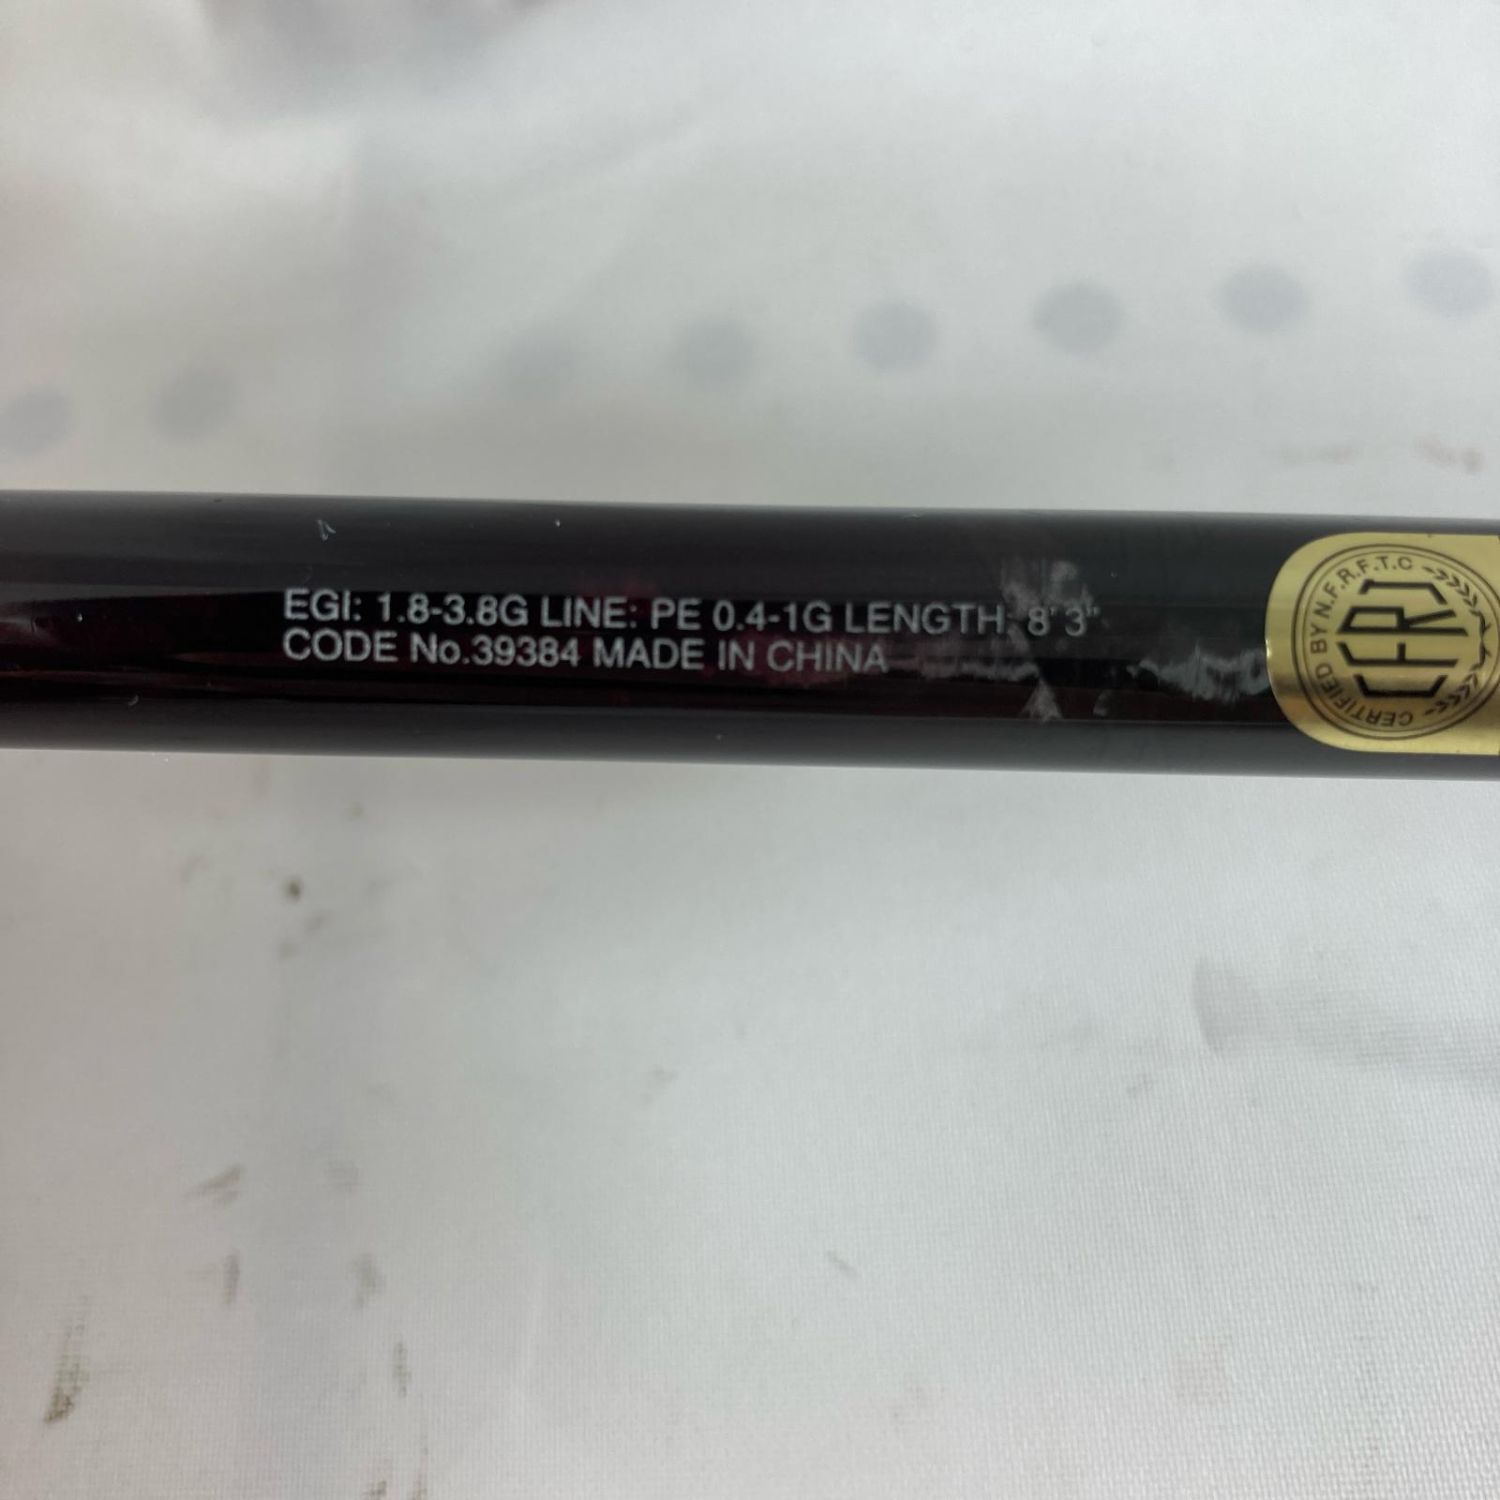 EGI: 1.8-3.8G LINE: PE 0.4-1G LENGTH: 8' 3"
CODE No.39384 MADE IN CHINA
CERTIFIED BY N.F.R.F.T.C
CFRJ